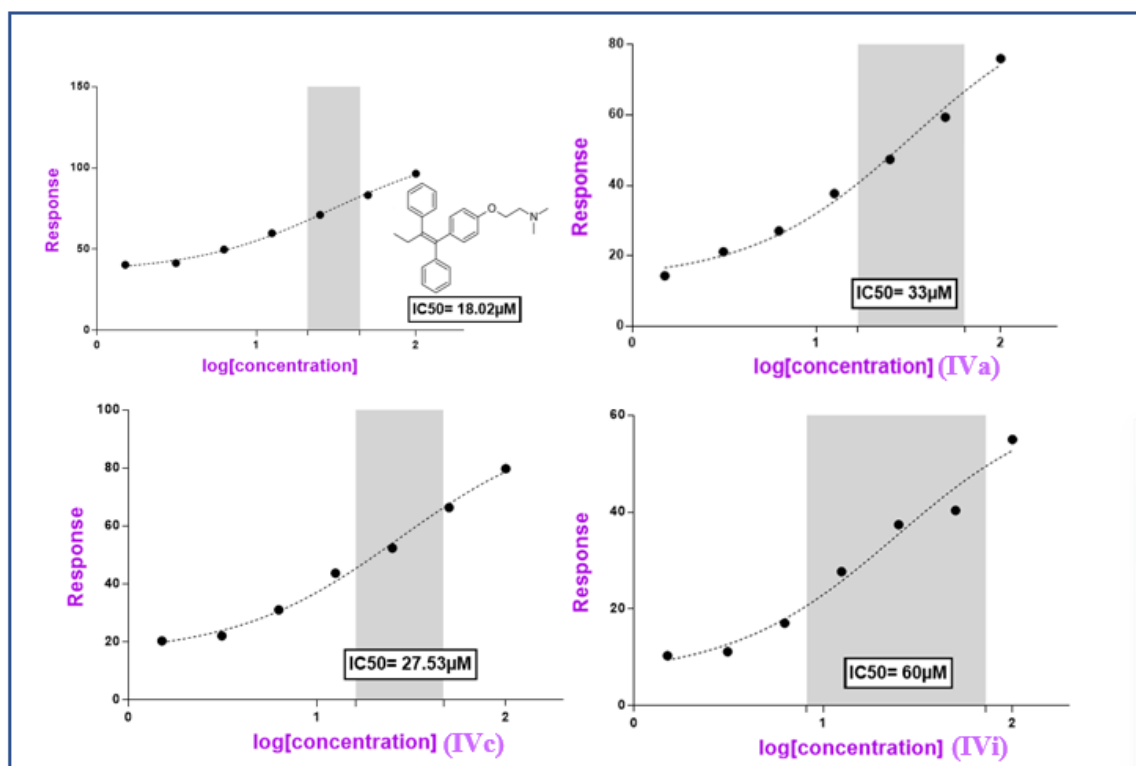 150
100
50
0
Response
O
N
IC50= 18.02µM
0
1
2
log[concentration]
80
60
40
20
0
Response
IC50= 33µM
1
2
log[concentration] (IVa)
100
80
60
40
20
0
Response
IC50= 27.53µM
0
1
2
log[concentration] (IVc)
60
40
20
0
Response
IC50= 60µM
0
1
2
log[concentration] (IVi)